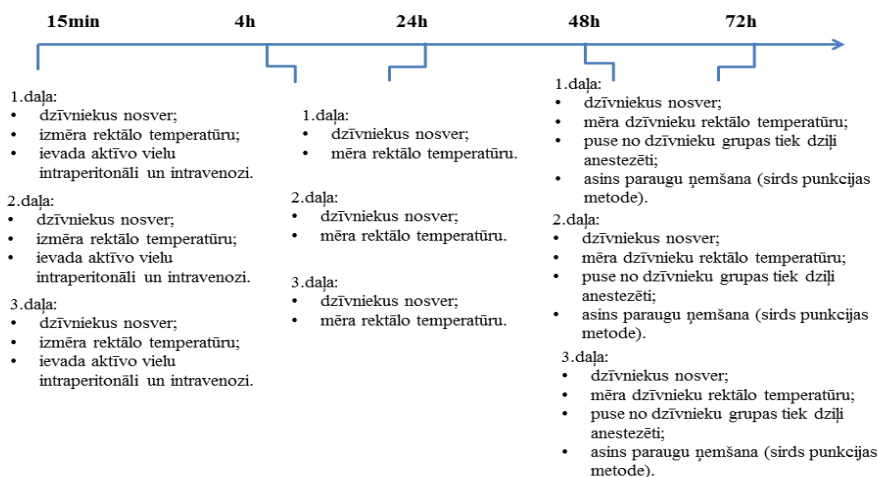 15min 4h 24h 48h 72h
1.daļa:
• dzīvniekus nosver;
• izmēra rektālo temperatūru;
• ievada aktīvo vielu
intraperitonāli un intravenozi.
2.daļa:
• dzīvniekus nosver;
• izmēra rektālo temperatūru;
• ievada aktīvo vielu
intraperitonāli un intravenozi.
3.daļa:
• dzīvniekus nosver;
• izmēra rektālo temperatūru;
• ievada aktīvo vielu
intraperitonāli un intravenozi.
1.daļa:
• dzīvniekus nosver;
• mēra rektālo temperatūru.
2.daļa:
• dzīvniekus nosver;
• mēra rektālo temperatūru.
3.daļa:
• dzīvniekus nosver;
• mēra rektālo temperatūru.
1.daļa:
• dzīvniekus nosver;
• mēra dzīvnieku rektālo temperatūru;
• puse no dzīvnieku grupas tiek dziļi
anestezēti;
• asins paraugu ņemšana (sirds punkcijas
metode).
2.daļa:
• dzīvniekus nosver;
• mēra dzīvnieku rektālo temperatūru;
• puse no dzīvnieku grupas tiek dziļi
anestezēti;
• asins paraugu ņemšana (sirds punkcijas
metode).
3.daļa:
• dzīvniekus nosver;
• mēra dzīvnieku rektālo temperatūru;
• puse no dzīvnieku grupas tiek dziļi
anestezēti;
• asins paraugu ņemšana (sirds punkcijas
metode).